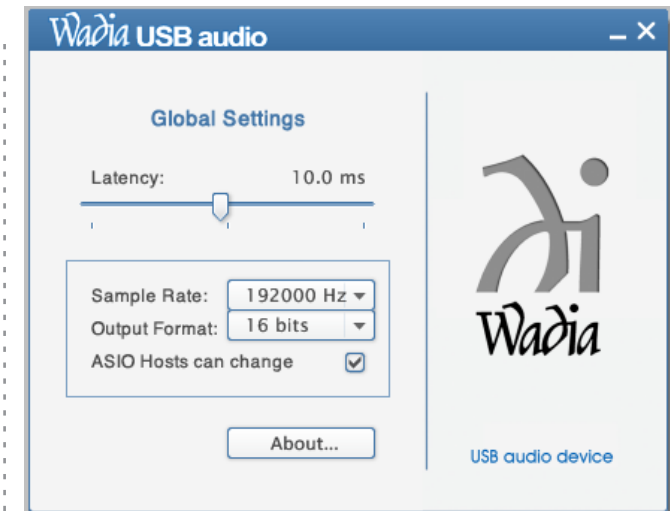 Wadia USB audio
Global Settings
Latency: 10.0 ms
Sample Rate: 192000 Hz
Output Format: 16 bits
ASIO Hosts can change
About...
Wadia
USB audio device